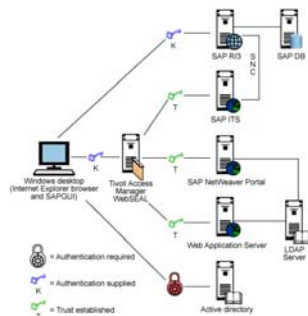 K
SAP R/3
SAP DB
SNC
T
SAP ITS
K
T
Windows desktop
(Internet Explorer browser
and SAPGUI)
Tivoli Access
Manager
WebSEAL
SAP NetWeaver Portal
T
Web Application Server
LDAP
Server
= Authentication required
K
= Authentication supplied
T
= Trust established
Active directory